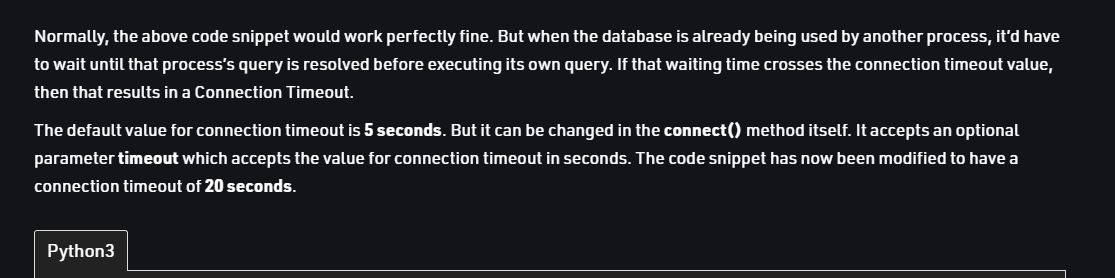 Normally, the above code snippet would work perfectly fine. But when the database is already being used by another process, it'd have
to wait until that process's query is resolved before executing its own query. If that waiting time crosses the connection timeout value,
then that results in a Connection Timeout.
The default value for connection timeout is 5 seconds. But it can be changed in the connect() method itself. It accepts an optional
parameter timeout which accepts the value for connection timeout in seconds. The code snippet has now been modified to have a
connection timeout of 20 seconds.
Python3